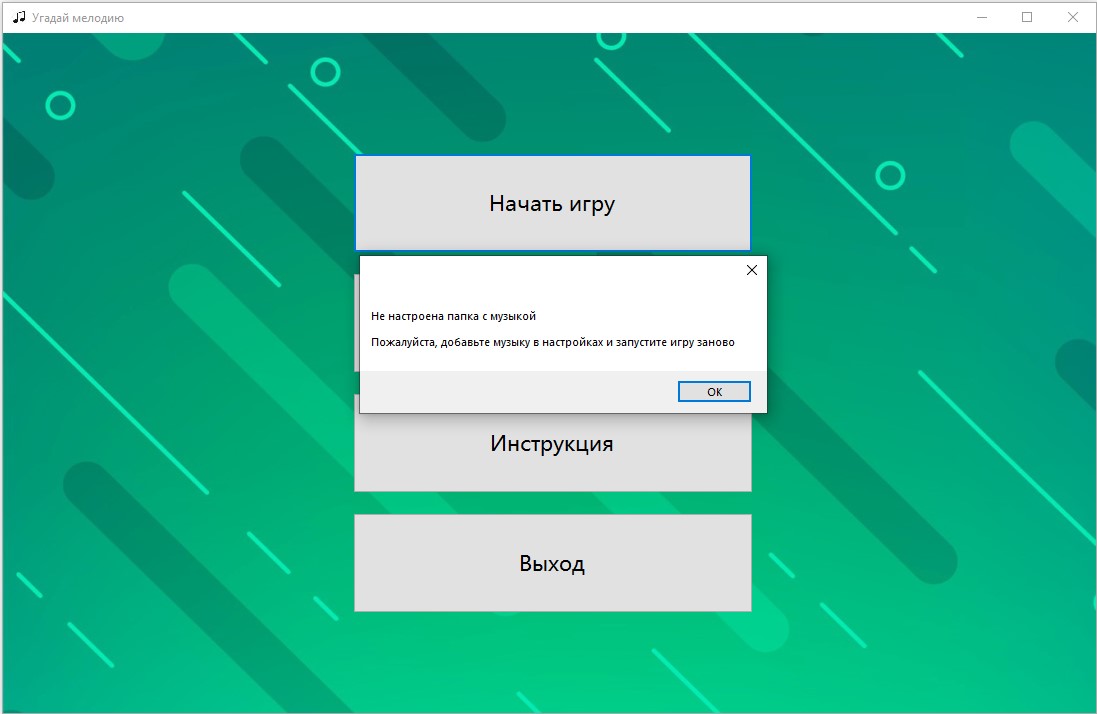 Угадай мелодию
Начать игру
Не настроена папка с музыкой
Пожалуйста, добавьте музыку в настройках и запустите игру заново
OK
Инструкция
Выход